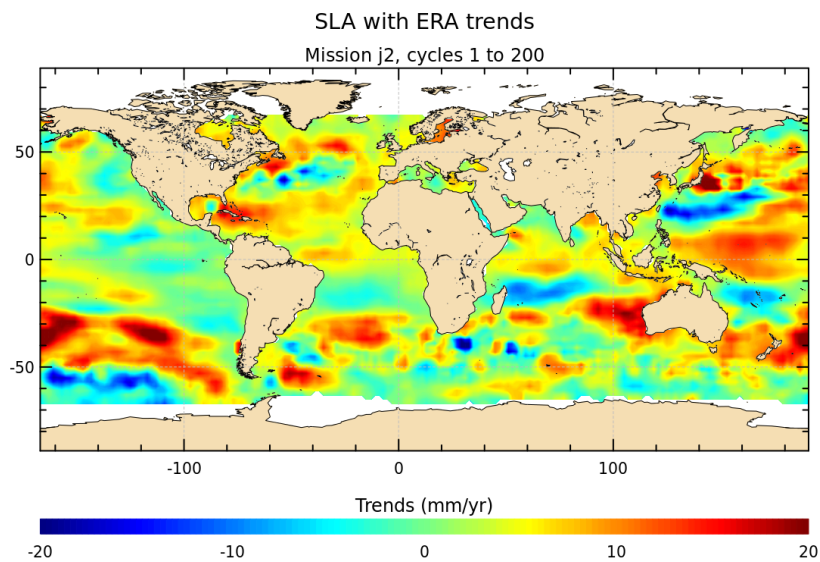 SLA with ERA trends
Mission j2, cycles 1 to 200
50
0
-50
-100 0 100
Trends (mm/yr)
-20 -10 0 10 20